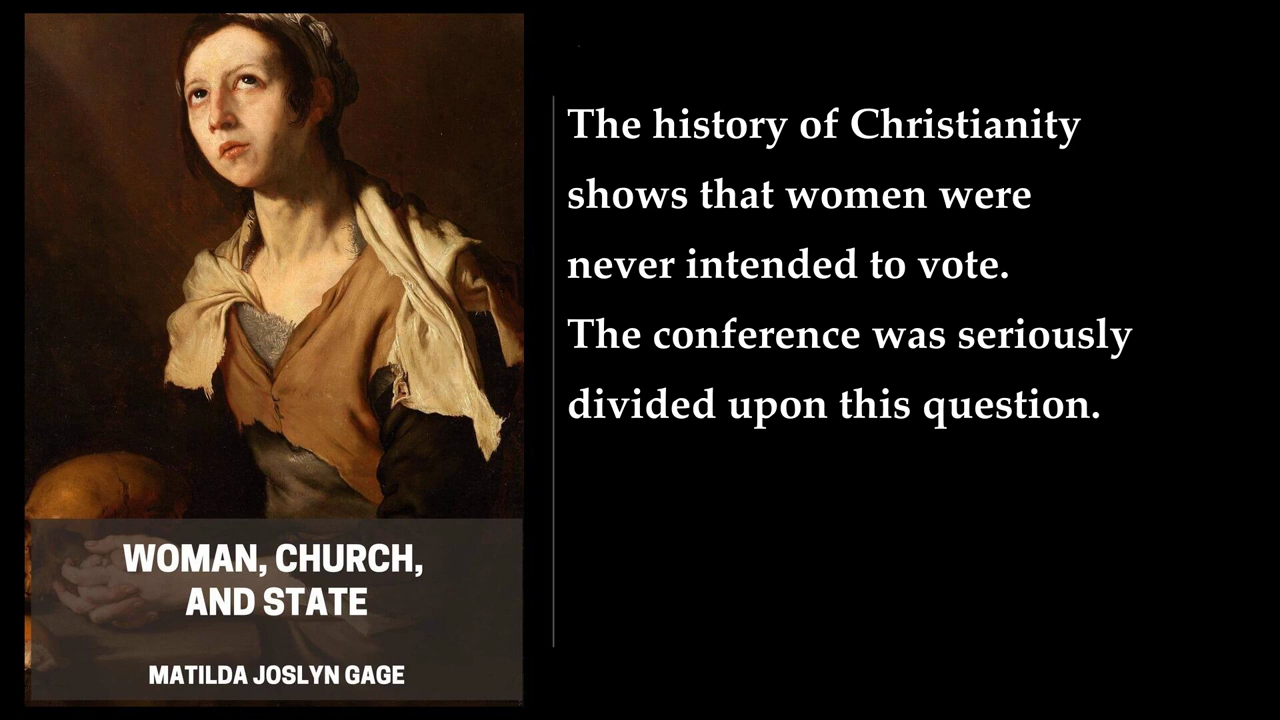 WOMAN, CHURCH,
AND STATE
MATILDA JOSLYN GAGE
The history of Christianity
shows that women were
never intended to vote.
The conference was seriously
divided upon this question.